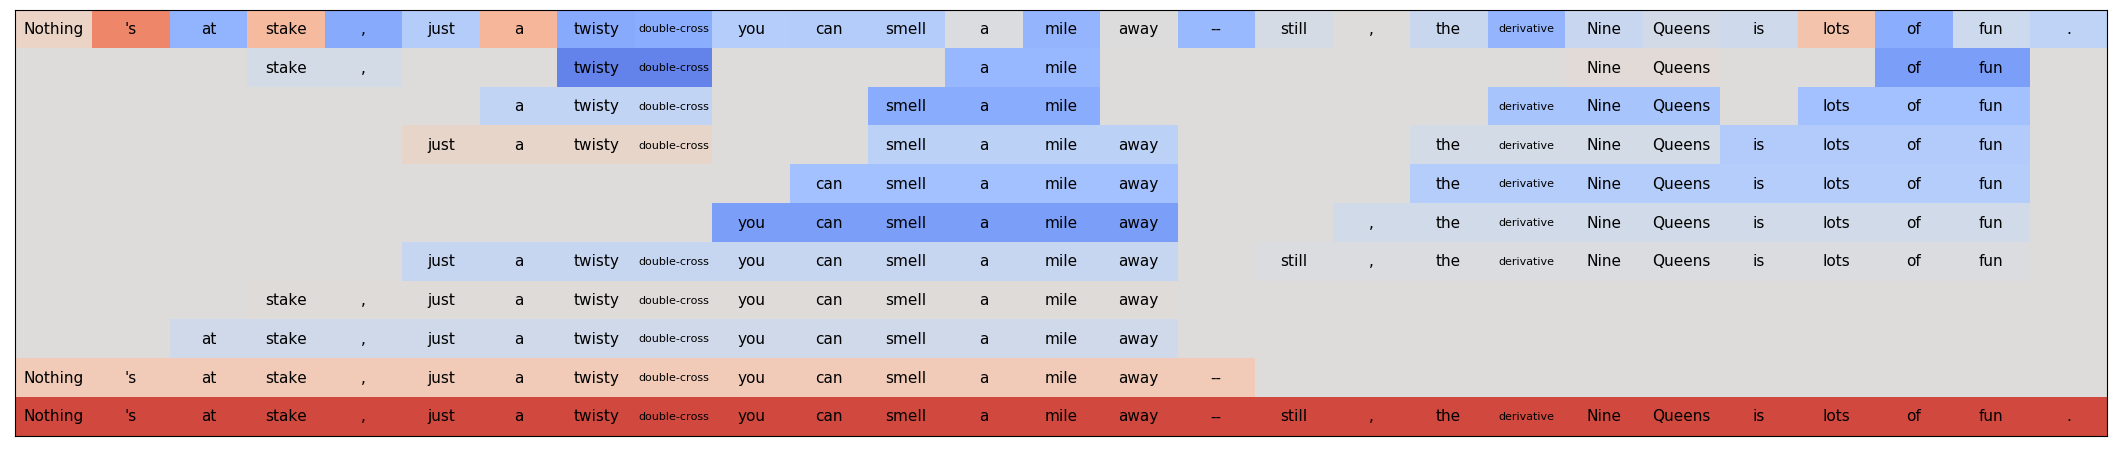 Nothing 's at stake , just a twisty double-cross you can smell a mile away -- still , the derivative Nine Queens is lots of fun .
stake , twisty double-cross a mile Nine Queens of fun
a twisty double-cross smell a mile derivative Nine Queens lots of fun
just a twisty double-cross smell a mile away the derivative Nine Queens is lots of fun
can smell a mile away the derivative Nine Queens is lots of fun
you can smell a mile away , the derivative Nine Queens is lots of fun
just a twisty double-cross you can smell a mile away still , the derivative Nine Queens is lots of fun
stake , just a twisty double-cross you can smell a mile away
at stake , just a twisty double-cross you can smell a mile away
Nothing 's at stake , just a twisty double-cross you can smell a mile away --
Nothing 's at stake , just a twisty double-cross you can smell a mile away -- still , the derivative Nine Queens is lots of fun .